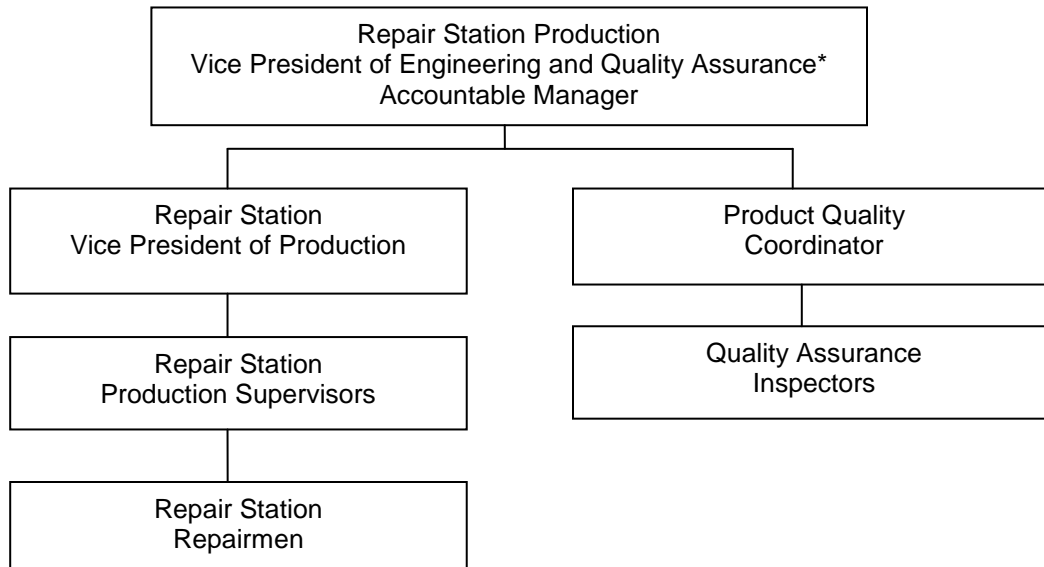 Repair Station Production
Vice President of Engineering and Quality Assurance*
Accountable Manager
Repair Station
Vice President of Production
Product Quality
Coordinator
Repair Station
Production Supervisors
Quality Assurance
Inspectors
Repair Station
Repairmen